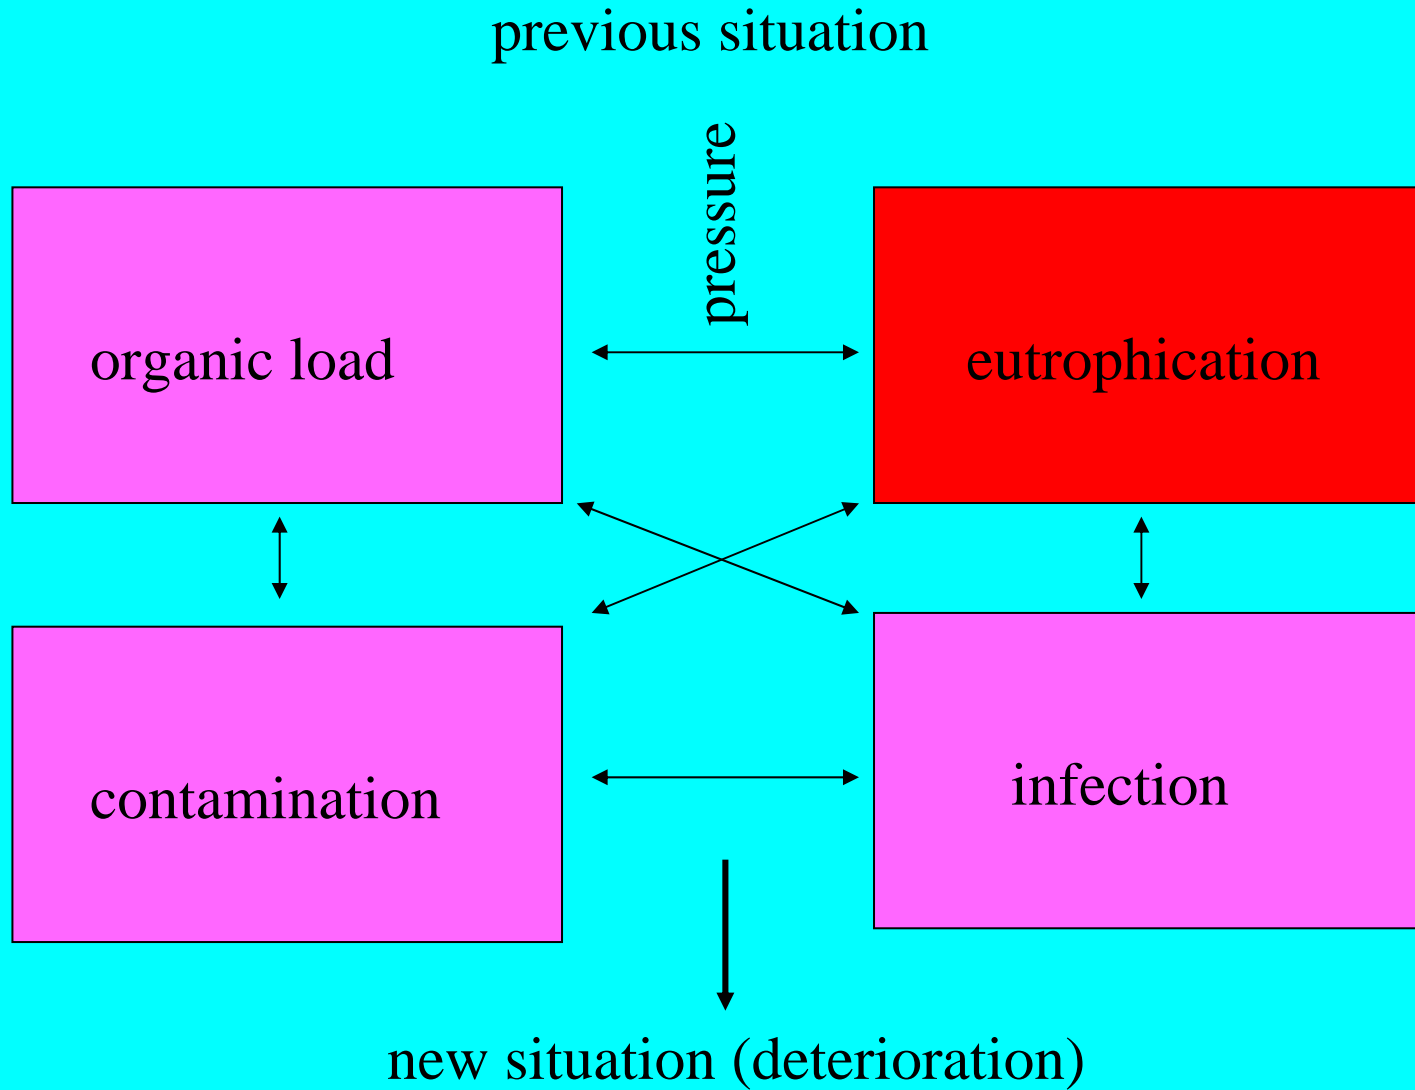 previous situation
pressure
organic load
eutrophication
contamination
infection
new situation (deterioration)